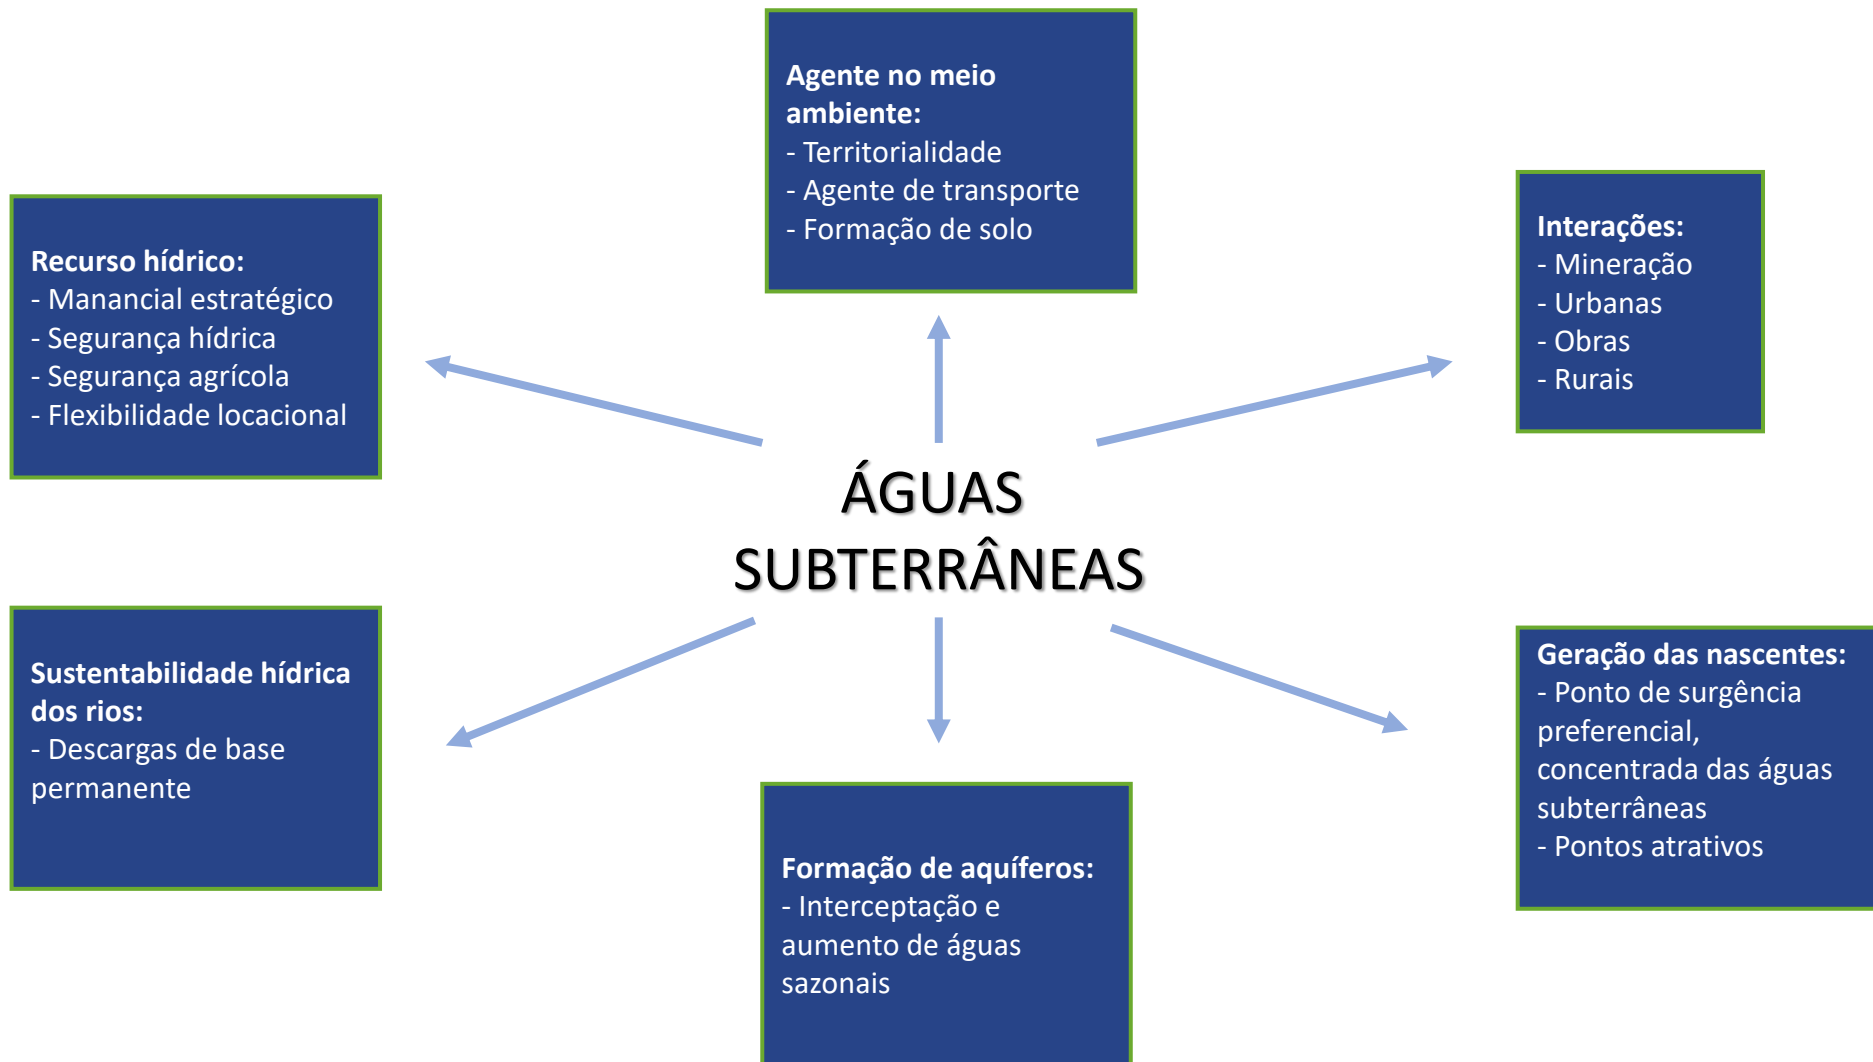 Agente no meio
ambiente:
- Territorialidade
- Agente de transporte
- Formação de solo
Recurso hídrico:
- Manancial estratégico
- Segurança hídrica
- Segurança agrícola
- Flexibilidade locacional
Interações:
- Mineração
- Urbanas
- Obras
- Rurais
ÁGUAS
SUBTERRÂNEAS
Sustentabilidade hídrica
dos rios:
- Descargas de base
permanente
Formação de aquíferos:
- Interceptação e
aumento de águas
sazonais
Geração das nascentes:
- Ponto de surgência
preferencial,
concentrada das águas
subterrâneas
- Pontos atrativos